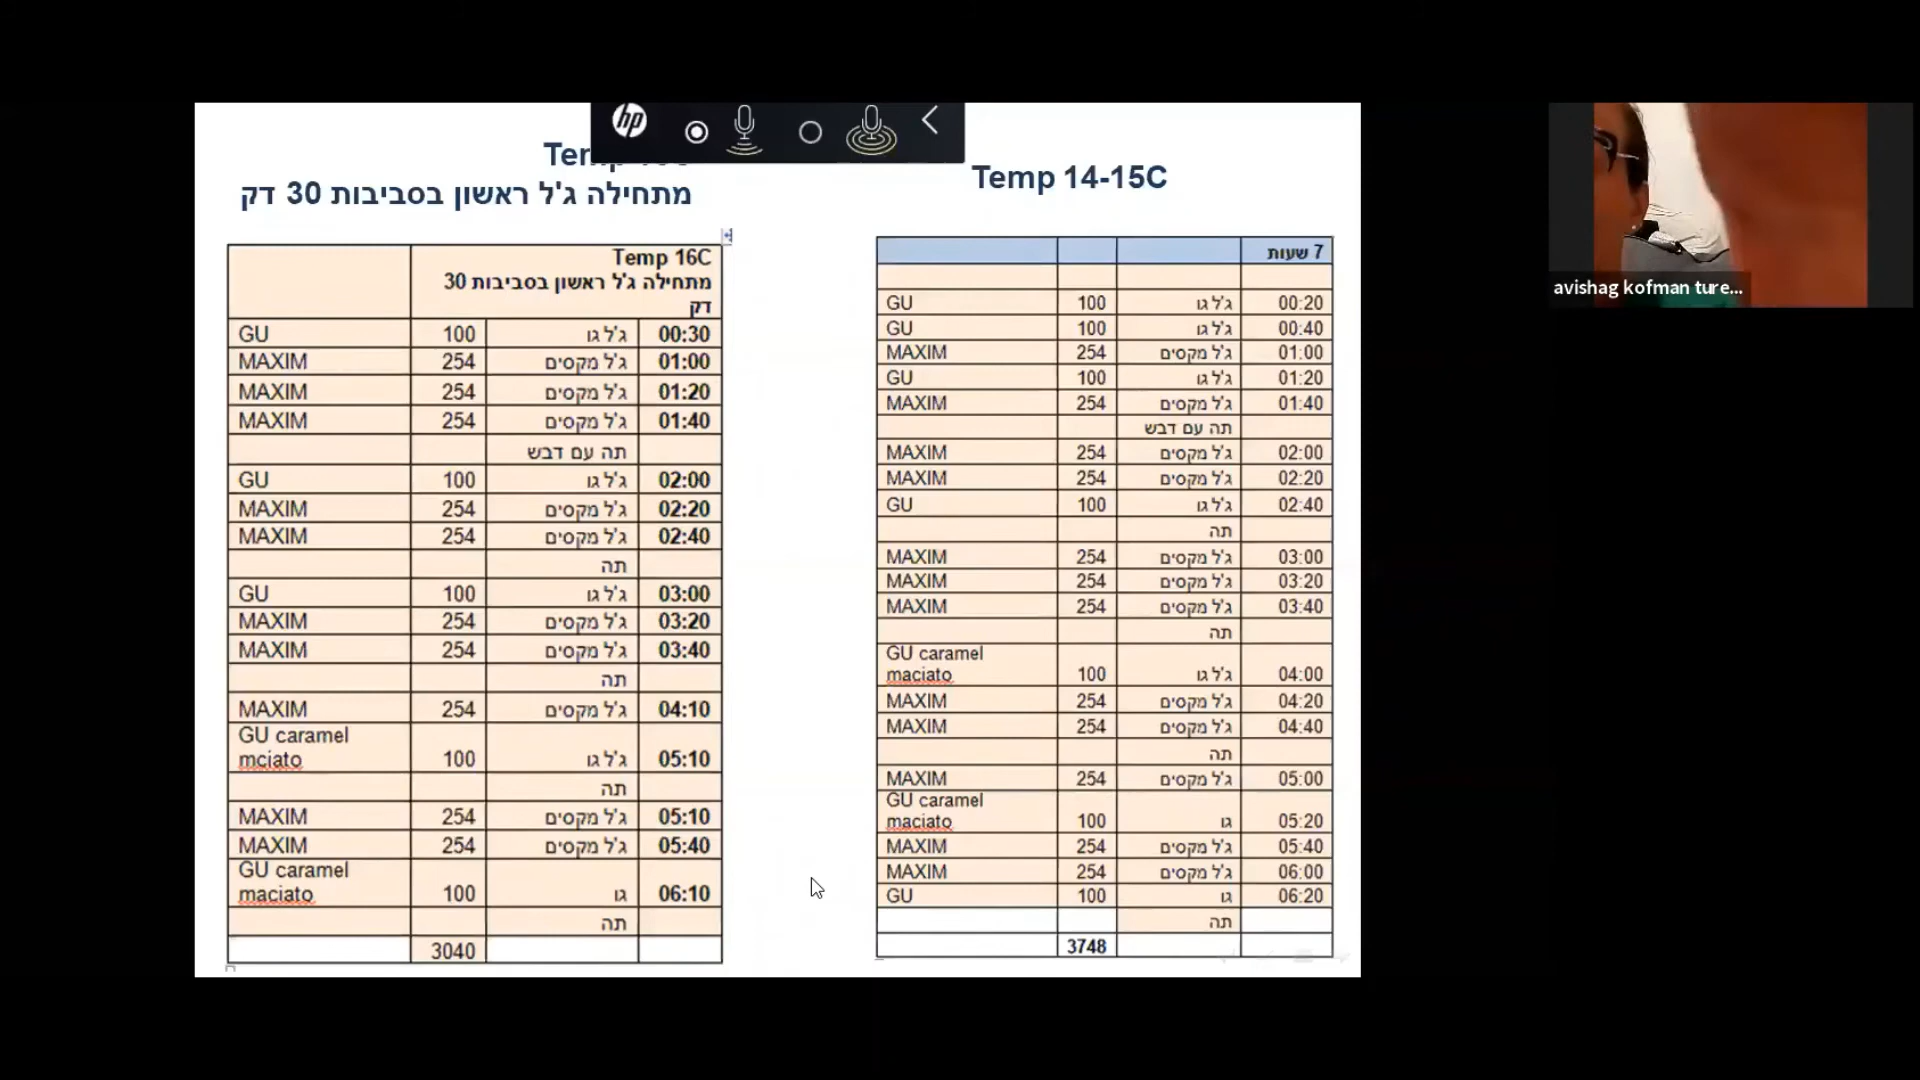 hp
מתחילה ג'ל ראשון בסביבות 30 דק
Temp 16C
מתחילה ג'ל ראשון בסביבות 30
דק
GU 100 ג'ל גו 00:30
MAXIM 254 ג'ל מקסים 01:00
MAXIM 254 ג'ל מקסים 01:20
MAXIM 254 ג'ל מקסים 01:40
תה עם דבש
GU 100 ג'ל גו 02:00
MAXIM 254 ג'ל מקסים 02:20
MAXIM 254 ג'ל מקסים 02:40
תה
GU 100 ג'ל גו 03:00
MAXIM 254 ג'ל מקסים 03:20
MAXIM 254 ג'ל מקסים 03:40
תה
MAXIM 254 ג'ל מקסים 04:10
GU caramel
mciato 100 ג'ל גו 05:10
תה
MAXIM 254 ג'ל מקסים 05:10
MAXIM 254 ג'ל מקסים 05:40
GU caramel
maciato 100 גו 06:10
תה
3040
Temp 14-15C
7 שעות
GU 100 ג'ל גו 00:20
GU 100 ג'ל גו 00:40
MAXIM 254 ג'ל מקסים 01:00
GU 100 ג'ל גו 01:20
MAXIM 254 ג'ל מקסים 01:40
תה עם דבש
MAXIM 254 ג'ל מקסים 02:00
MAXIM 254 ג'ל מקסים 02:20
GU 100 ג'ל גו 02:40
תה
MAXIM 254 ג'ל מקסים 03:00
MAXIM 254 ג'ל מקסים 03:20
MAXIM 254 ג'ל מקסים 03:40
תה
GU caramel
maciato 100 ג'ל גו 04:00
MAXIM 254 ג'ל מקסים 04:20
MAXIM 254 ג'ל מקסים 04:40
תה
MAXIM 254 ג'ל מקסים 05:00
GU caramel
maciato 100 גו 05:20
MAXIM 254 ג'ל מקסים 05:40
MAXIM 254 ג'ל מקסים 06:00
GU 100 גו 06:20
תה
3748
avishag kofman ture...